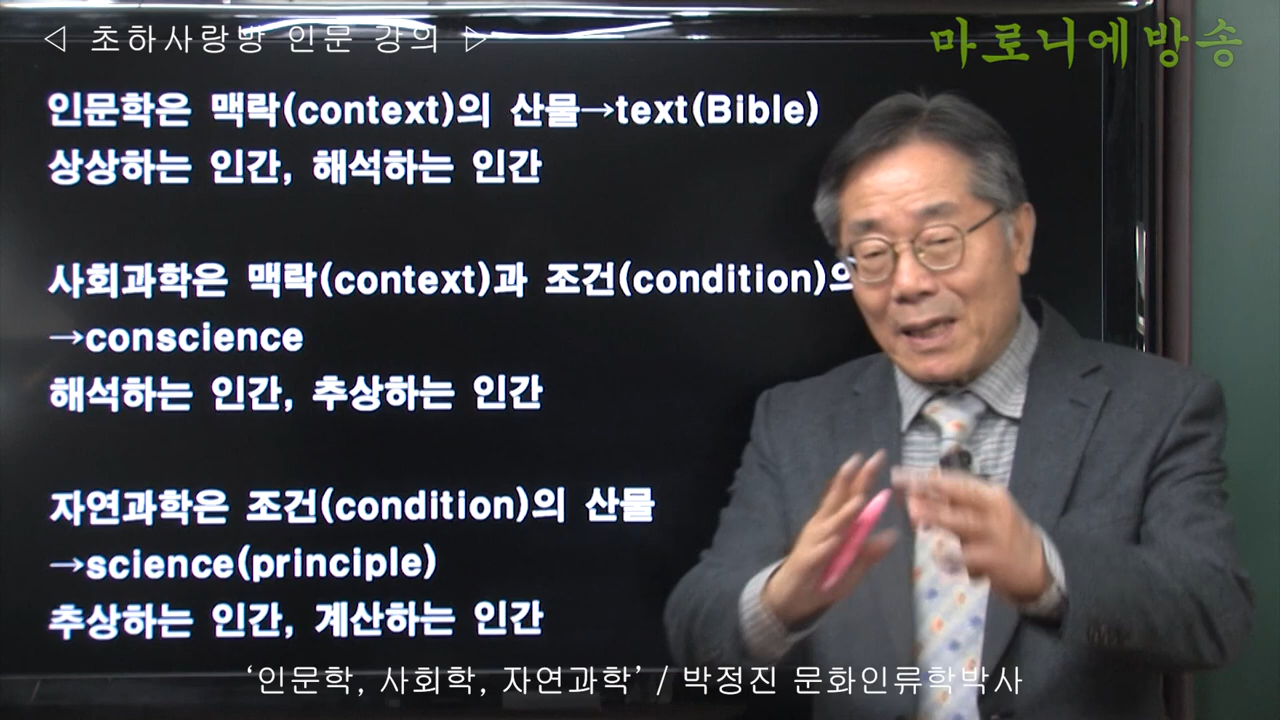 ◁ 초하사랑방 인문 강의 ▷
마로니에방송
인문학은 맥락(context)의 산물→text(Bible)
상상하는 인간, 해석하는 인간
사회과학은 맥락(context)과 조건(condition)의
→conscience
해석하는 인간, 추상하는 인간
자연과학은 조건(condition)의 산물
→science(principle)
추상하는 인간, 계산하는 인간
‘인문학, 사회학, 자연과학’ / 박정진 문화인류학박사